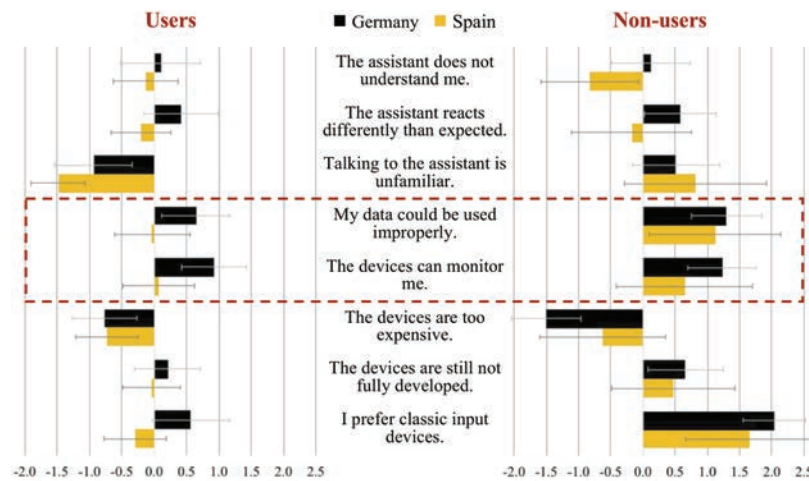 Users
Germany
Spain
Non-users
The assistant does not
understand me.
The assistant reacts
differently than expected.
Talking to the assistant is
unfamiliar.
My data could be used
improperly.
The devices can monitor
me.
The devices are too
expensive.
The devices are still not
fully developed.
I prefer classic input
devices.
-2.0 -1.5 -1.0 -0.5 0.0 0.5 1.0 1.5 2.0 2.5
-2.0 -1.5 -1.0 -0.5 0.0 0.5 1.0 1.5 2.0 2.5